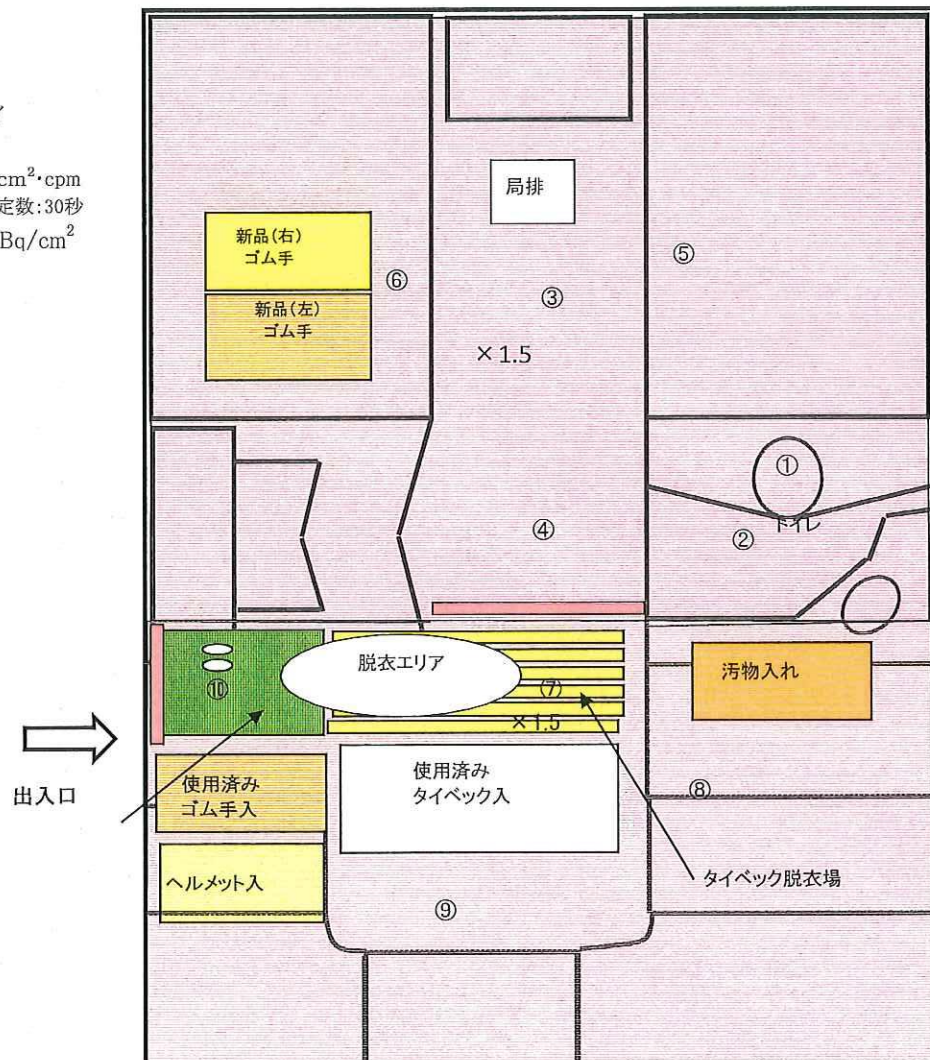 cm²・cpm
定数:30秒
Bq/cm²
局排
新品(右)
ゴム手
⑥
新品(左)
ゴム手
③
⑤
×1.5
①
トイレ
④
②
脱衣エリア
⑩
⑦
×1.5
汚物入れ
出入口
使用済み
ゴム手入
使用済み
タイベック入
⑧
ヘルメット入
タイベック脱衣場
⑨